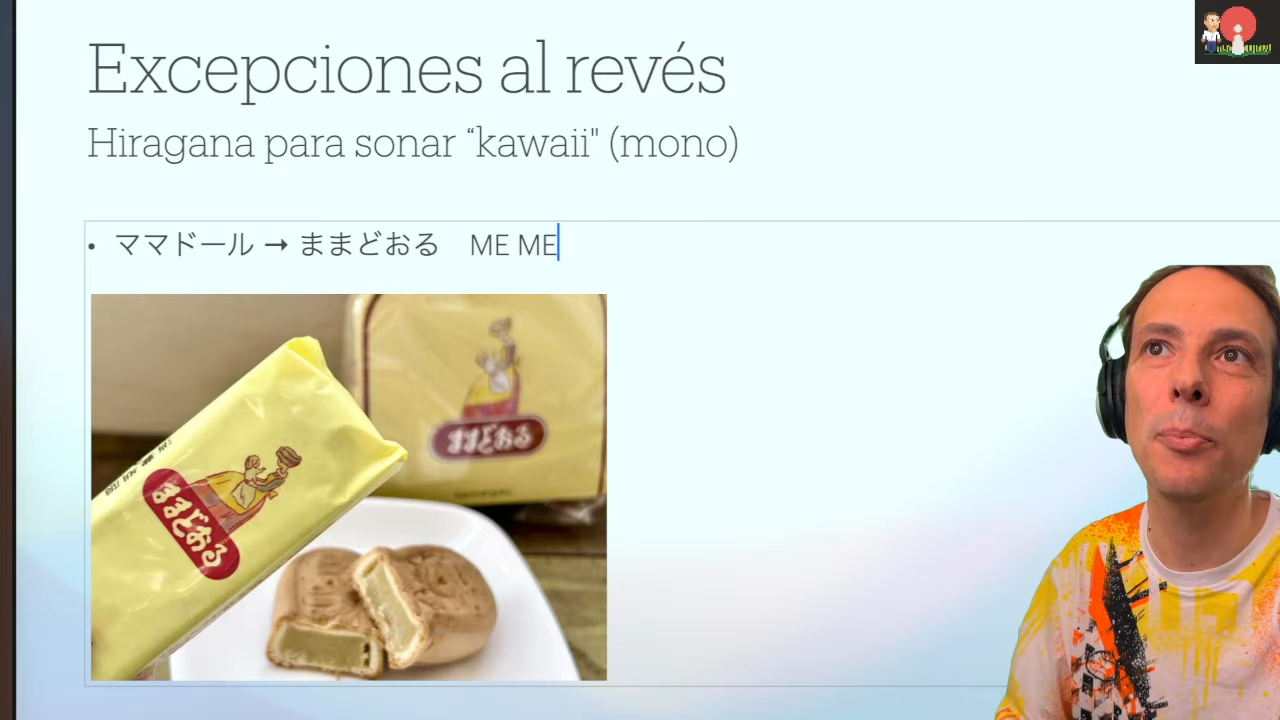 Excepciones al revés
Hiragana para sonar “kawaii" (mono)
• ママドール → ままどおる ME ME
ままどおる
ままどおる